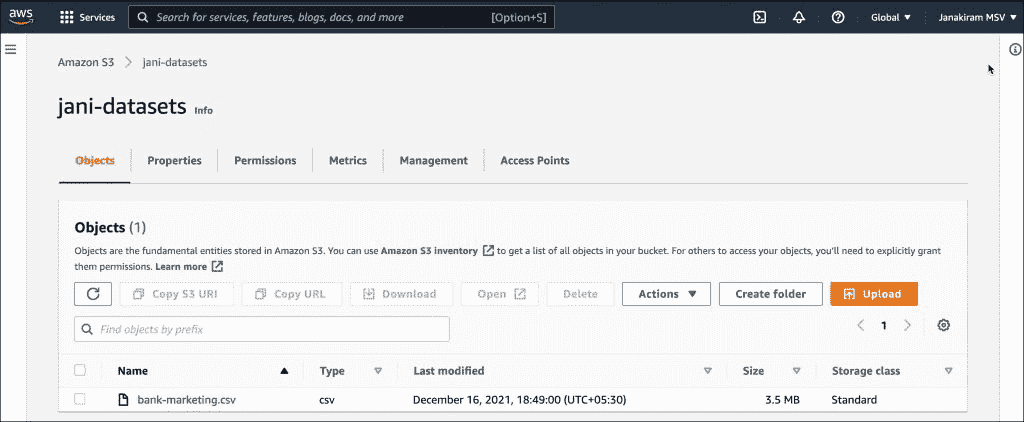 aws Services Search for services, features, blogs, docs, and more [Option+S] Global ▼ Janakiram MSV ▼
Amazon S3 > jani-datasets
jani-datasets Info
Objects Properties Permissions Metrics Management Access Points
Objects (1)
Objects are the fundamental entities stored in Amazon S3. You can use Amazon S3 inventory to get a list of all objects in your bucket. For others to access your objects, you'll need to explicitly grant
them permissions. Learn more
Copy S3 URI Copy URL Download Open Delete Actions ▼ Create folder Upload
Find objects by prefix < 1 >
Name ▲ Type ▽ Last modified ▽ Size ▽ Storage class ▽
bank-marketing.csv csv December 16, 2021, 18:49:00 (UTC+05:30) 3.5 MB Standard